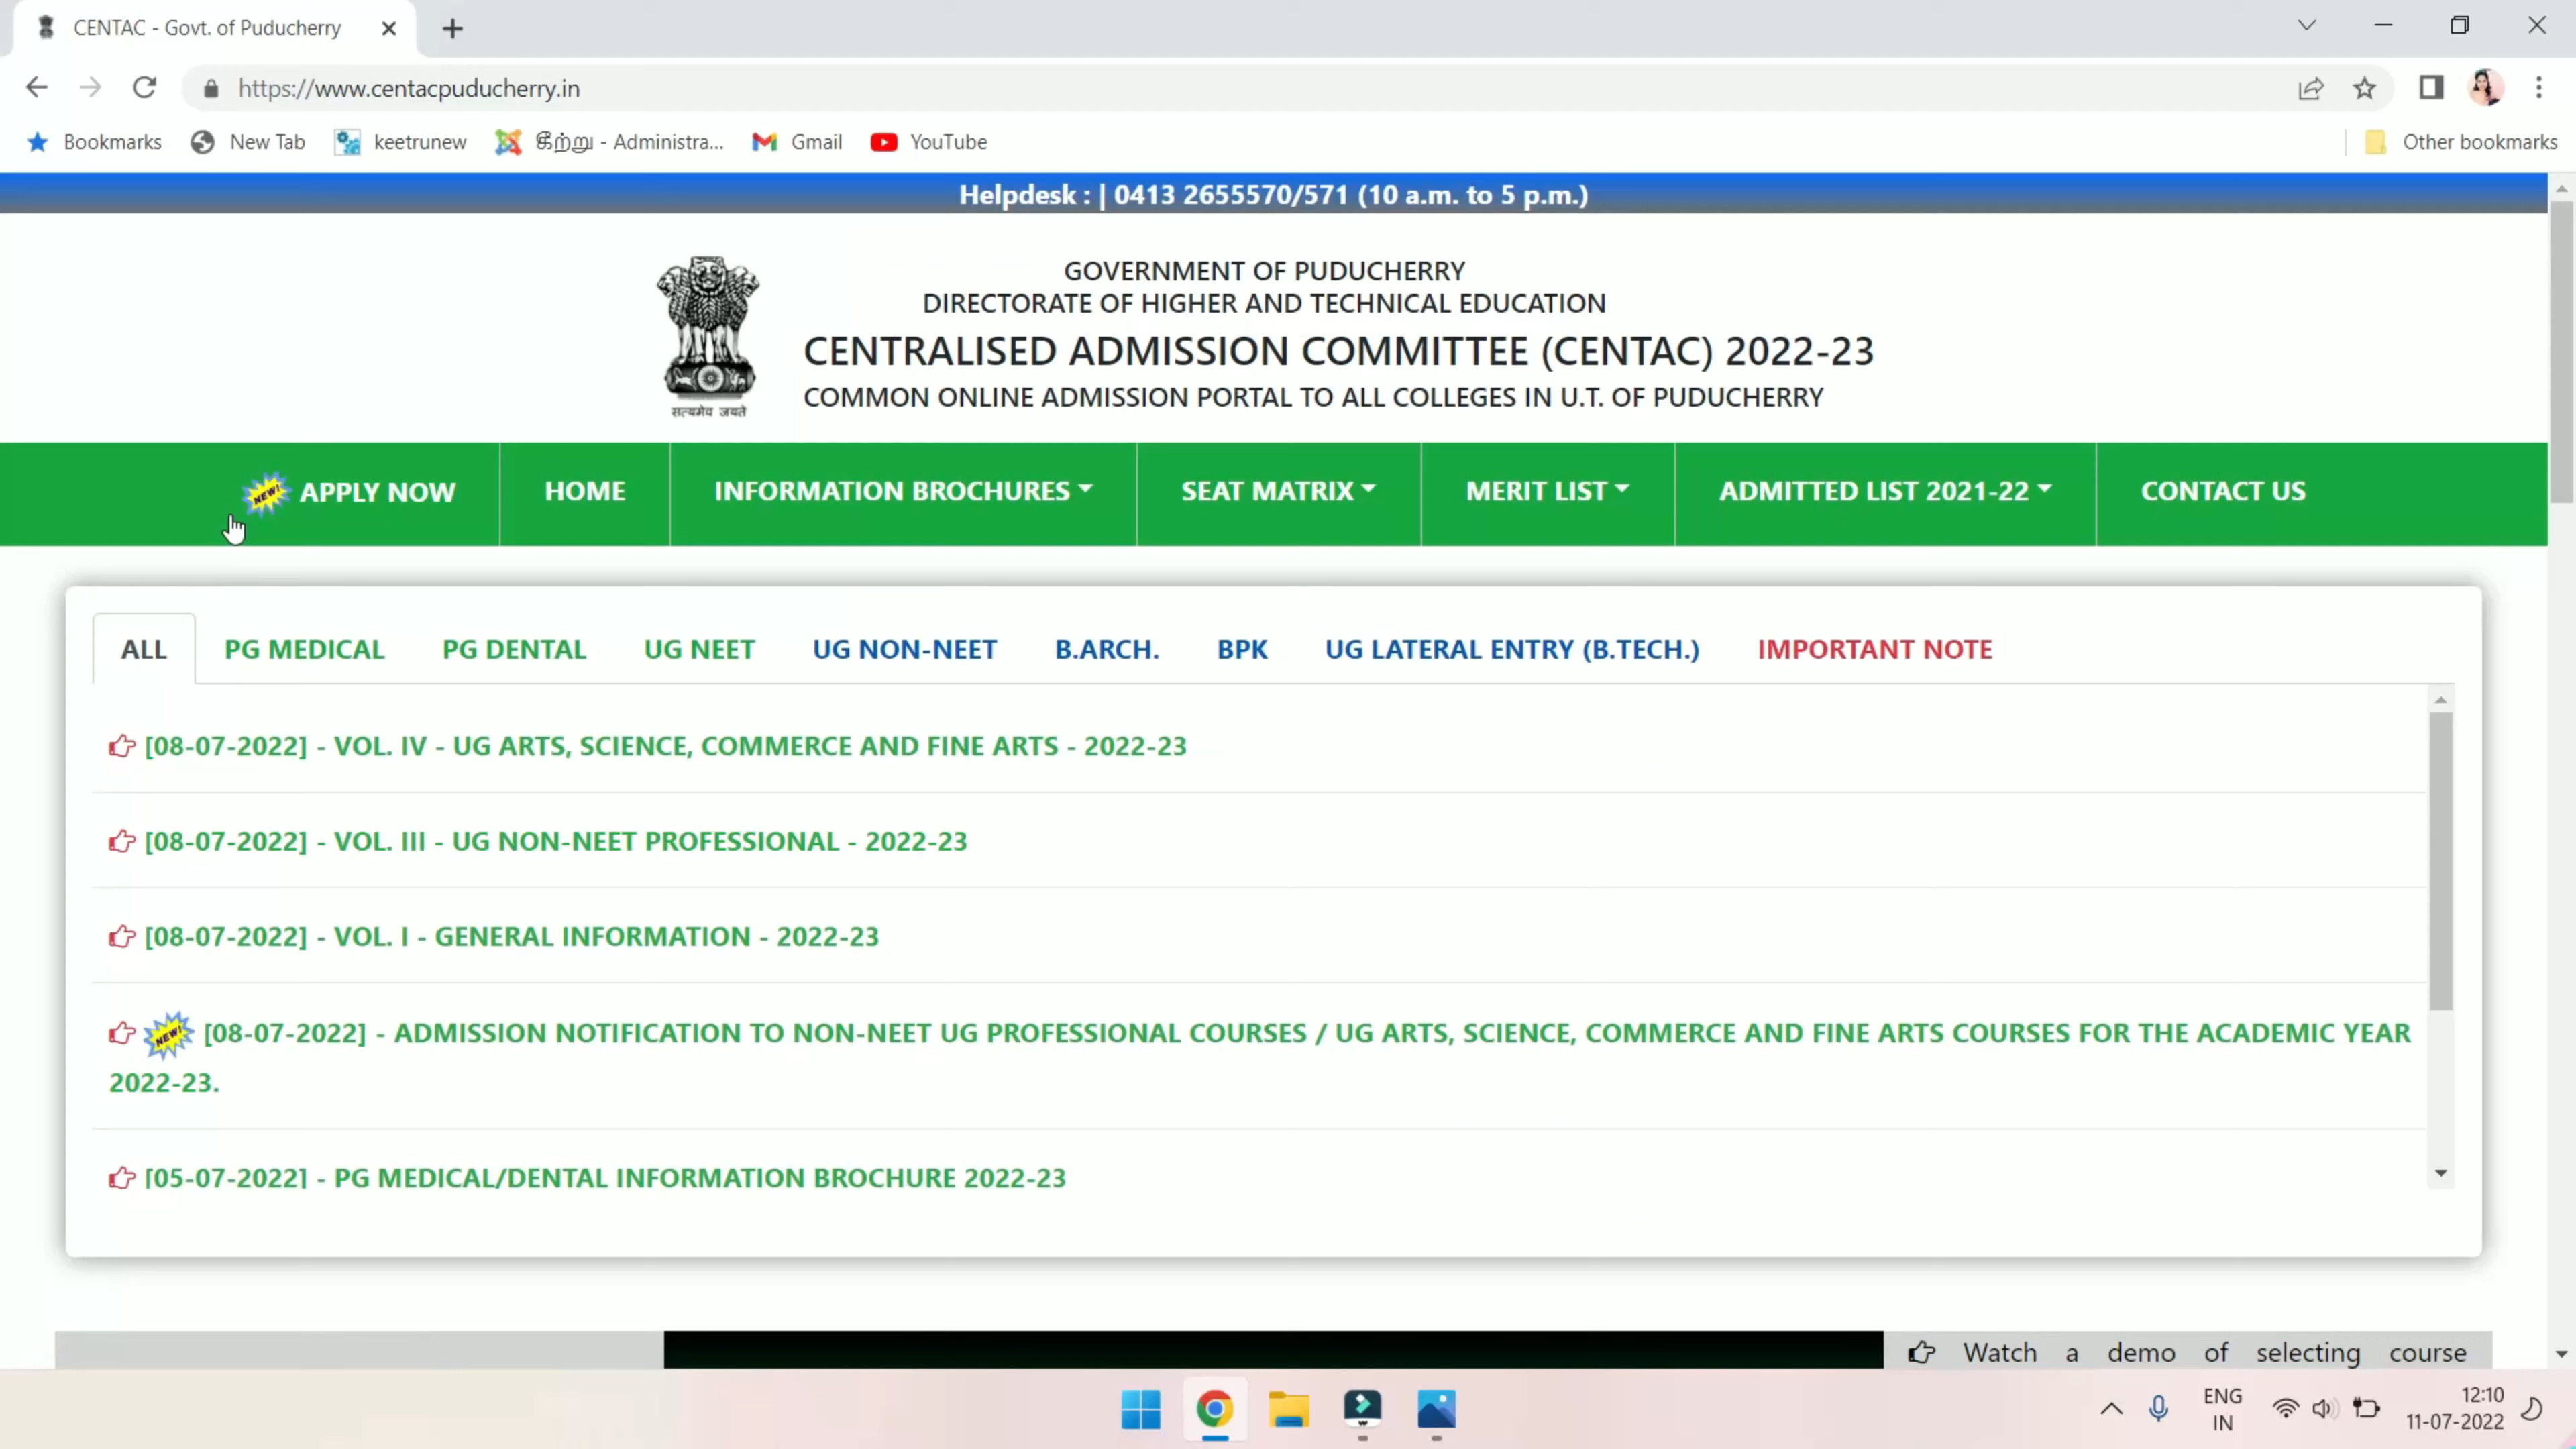 CENTAC - Govt. of Puducherry
https://www.centacpuducherry.in
Bookmarks New Tab keetrunew கீற்று - Administra... Gmail YouTube Other bookmarks
Helpdesk : | 0413 2655570/571 (10 a.m. to 5 p.m.)
GOVERNMENT OF PUDUCHERRY
DIRECTORATE OF HIGHER AND TECHNICAL EDUCATION
CENTRALISED ADMISSION COMMITTEE (CENTAC) 2022-23
COMMON ONLINE ADMISSION PORTAL TO ALL COLLEGES IN U.T. OF PUDUCHERRY
सत्यमेव जयते
NEW! APPLY NOW HOME INFORMATION BROCHURES SEAT MATRIX MERIT LIST ADMITTED LIST 2021-22 CONTACT US
ALL PG MEDICAL PG DENTAL UG NEET UG NON-NEET B.ARCH. BPK UG LATERAL ENTRY (B.TECH.) IMPORTANT NOTE
[08-07-2022] - VOL. IV - UG ARTS, SCIENCE, COMMERCE AND FINE ARTS - 2022-23
[08-07-2022] - VOL. III - UG NON-NEET PROFESSIONAL - 2022-23
[08-07-2022] - VOL. I - GENERAL INFORMATION - 2022-23
NEW! [08-07-2022] - ADMISSION NOTIFICATION TO NON-NEET UG PROFESSIONAL COURSES / UG ARTS, SCIENCE, COMMERCE AND FINE ARTS COURSES FOR THE ACADEMIC YEAR
2022-23.
[05-07-2022] - PG MEDICAL/DENTAL INFORMATION BROCHURE 2022-23
Watch a demo of selecting course
ENG 12:10
IN 11-07-2022